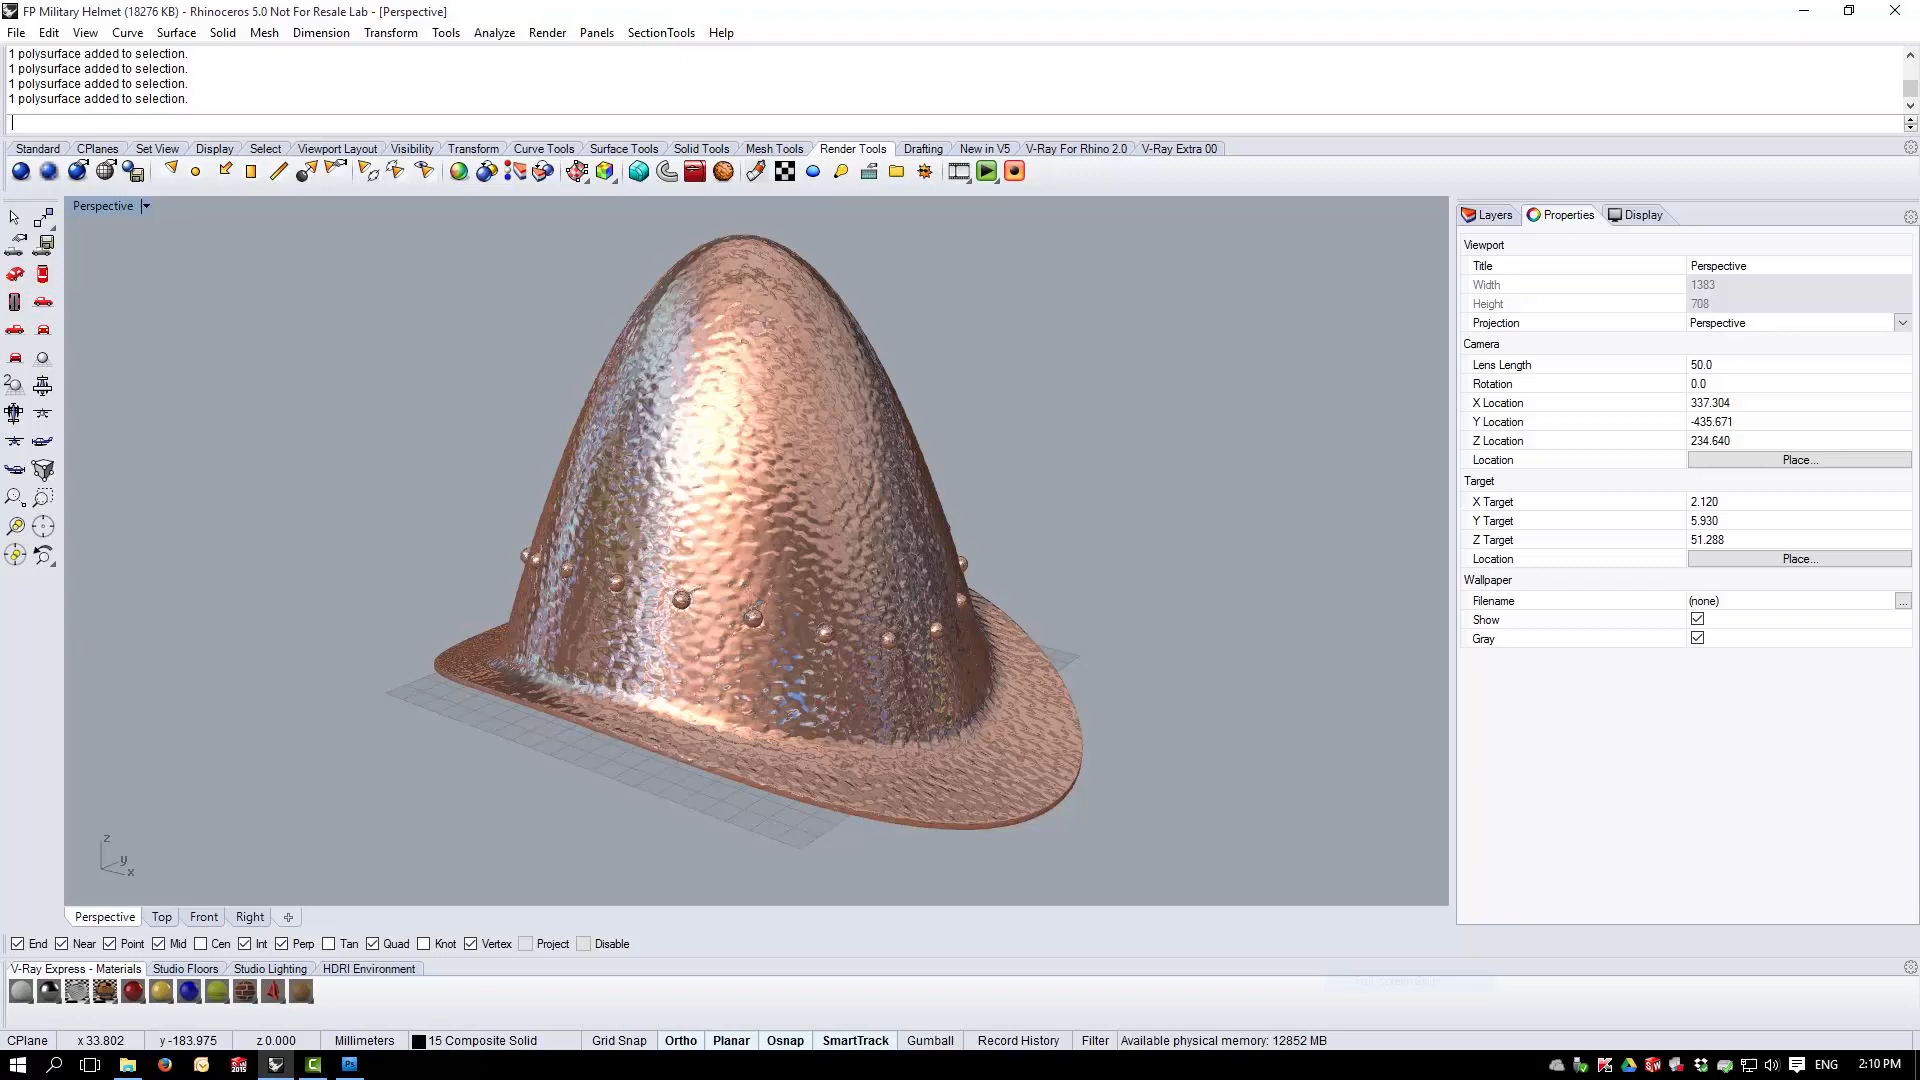 FP Military Helmet (18276 KB) - Rhinoceros 5.0 Not For Resale Lab - [Perspective]
File Edit View Curve Surface Solid Mesh Dimension Transform Tools Analyze Render Panels SectionTools Help
1 polysurface added to selection.
1 polysurface added to selection.
1 polysurface added to selection.
1 polysurface added to selection.
Standard CPlanes Set View Display Select Viewport Layout Visibility Transform Curve Tools Surface Tools Solid Tools Mesh Tools Render Tools Drafting New in V5 V-Ray For Rhino 2.0 V-Ray Extra 00
Perspective
Layers Properties Display
Viewport
Title Perspective
Width 1383
Height 708
Projection Perspective
Camera
Lens Length 50.0
Rotation 0.0
X Location 337.304
Y Location -435.671
Z Location 234.640
Location Place...
Target
X Target 2.120
Y Target 5.930
Z Target 51.288
Location Place...
Wallpaper
Filename (none) ...
Show
Gray
z
y
x
Perspective Top Front Right
End Near Point Mid Cen Int Perp Tan Quad Knot Vertex Project Disable
V-Ray Express - Materials Studio Floors Studio Lighting HDRI Environment
CPlane x 33.802 y -183.975 z 0.000 Millimeters 15 Composite Solid Grid Snap Ortho Planar Osnap SmartTrack Gumball Record History Filter Available physical memory: 12852 MB
ENG 2:10 PM